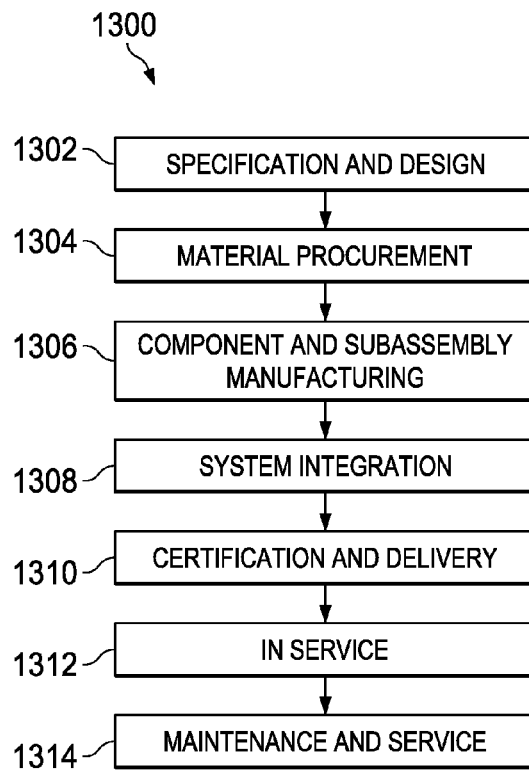 1300
1302
SPECIFICATION AND DESIGN
1304
MATERIAL PROCUREMENT
1306
COMPONENT AND SUBASSEMBLY
MANUFACTURING
1308
SYSTEM INTEGRATION
1310
CERTIFICATION AND DELIVERY
1312
IN SERVICE
1314
MAINTENANCE AND SERVICE